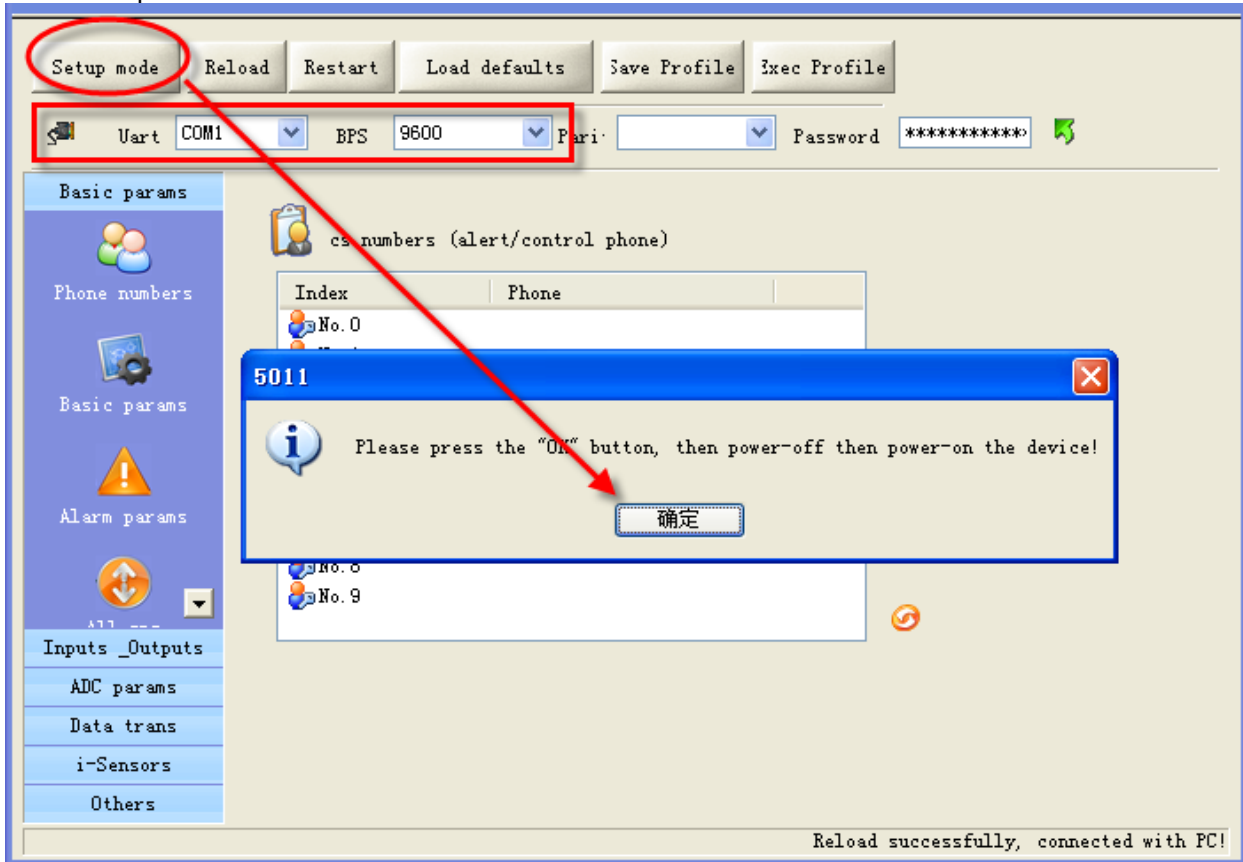 Setup mode Reload Restart Load defaults Save Profile Exec Profile
Uart COM1 BPS 9600 Pari Password ************
Basic params
cs numbers (alert/control phone)
Phone numbers
Index Phone
No. 0
5011
Basic params
Please press the "OK" button, then power-off then power-on the device!
Alarm params
确定
No. 8
No. 9
Inputs _Outputs
ADC params
Data trans
i-Sensors
Others
Reload successfully, connected with PC!